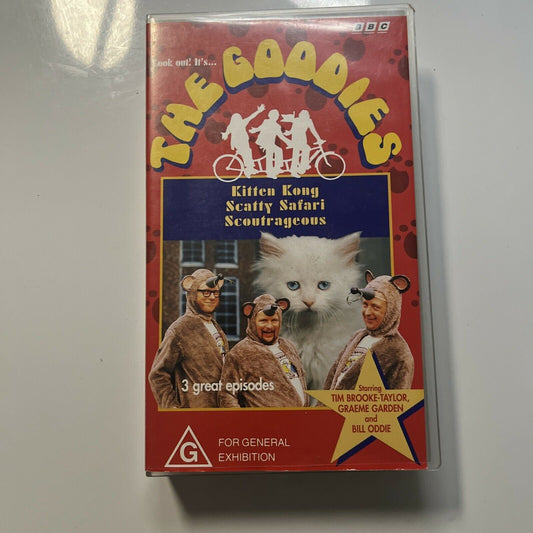 BBC
Look out! It's...
THE GOODIES
Kitten Kong
Scatty Safari
Scoutrageous
3 great episodes
Starring
TIM BROOKE-TAYLOR,
GRAEME GARDEN
and
BILL ODDIE
G
FOR GENERAL
EXHIBITION